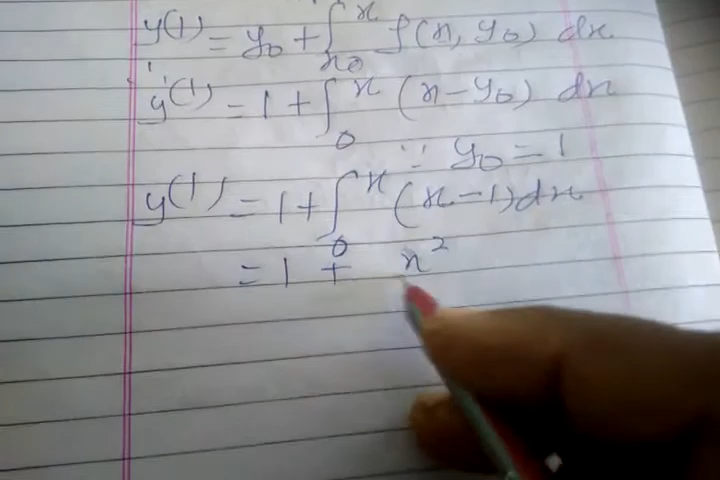 y(1) = y₀ + ∫ₓ₀ˣ f(x, y₀) dx
y(1) = 1 + ∫₀ˣ (x - y₀) dx
∵ y₀ = 1
y(1) = 1 + ∫₀ˣ (x - 1) dx
= 1 + x²